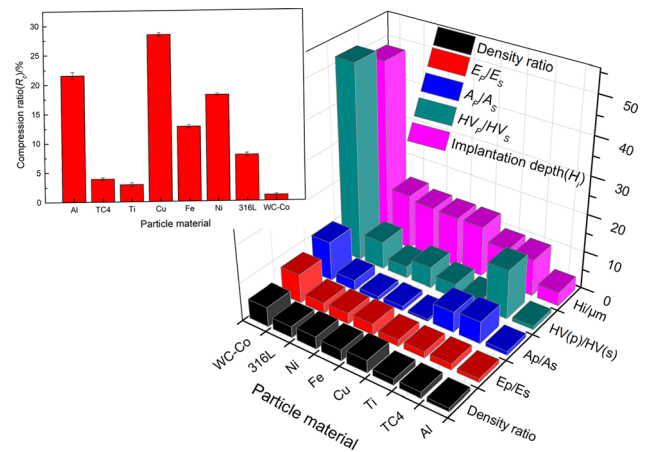 30
25
20
15
10
5
0
Compression ratio(Rc)/%
Al TC4 Ti Cu Fe Ni 316L WC-Co
Particle material
Density ratio
EP/ES
AP/AS
HVP/HVS
Implantation depth(Hi)
50
40
30
20
10
0
Hi/μm
HV(p)/HV(s)
Ap/As
Ep/Es
Density ratio
WC-Co
316L
Ni
Fe
Cu
Ti
TC4
Al
Particle material